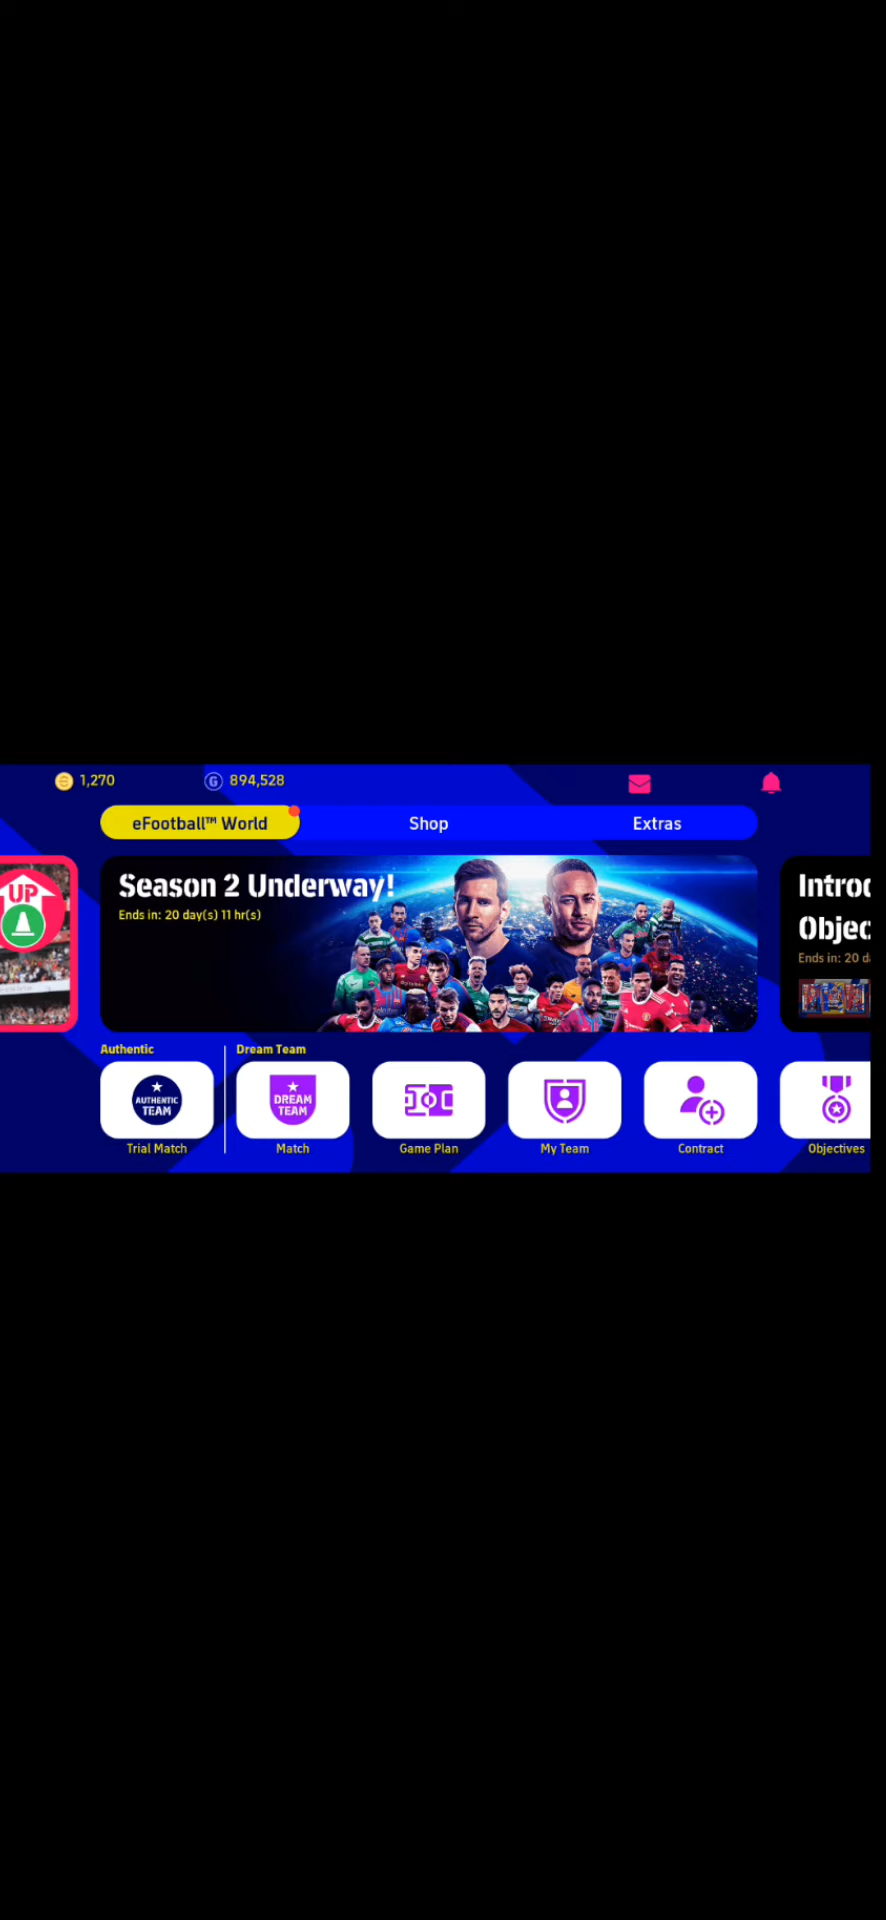 1,270
894,528
eFootball™ World
Shop
Extras
UP
Season 2 Underway!
Ends in: 20 day(s) 11 hr(s)
Introd
Objec
Ends in: 20 d
Authentic
Dream Team
AUTHENTIC
TEAM
DREAM
TEAM
Trial Match
Match
Game Plan
My Team
Contract
Objectives